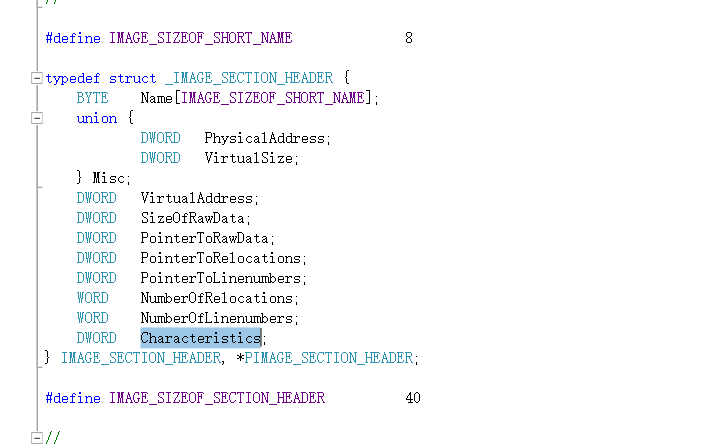 //
#define IMAGE_SIZEOF_SHORT_NAME 8
typedef struct _IMAGE_SECTION_HEADER {
BYTE Name[IMAGE_SIZEOF_SHORT_NAME];
union {
DWORD PhysicalAddress;
DWORD VirtualSize;
} Misc;
DWORD VirtualAddress;
DWORD SizeOfRawData;
DWORD PointerToRawData;
DWORD PointerToRelocations;
DWORD PointerToLinenumbers;
WORD NumberOfRelocations;
WORD NumberOfLinenumbers;
DWORD Characteristics;
} IMAGE_SECTION_HEADER, *PIMAGE_SECTION_HEADER;
#define IMAGE_SIZEOF_SECTION_HEADER 40
//